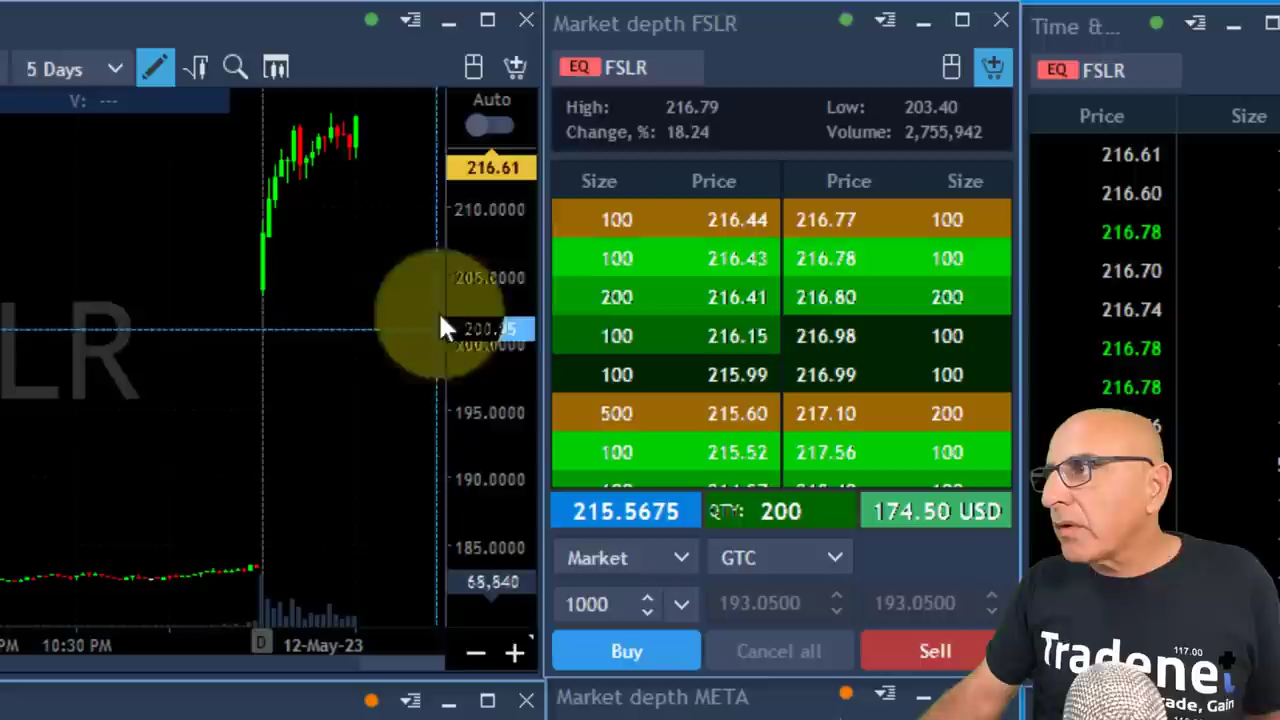 5 Days
V: ---
Auto
216.61
210.0000
205.0000
200.0000
195.0000
190.0000
185.0000
68,840
LR
PM
10:30 PM
D
12-May-23
Market depth FSLR
EQ FSLR
High: 216.79 Low: 203.40
Change, %: 18.24 Volume: 2,755,942
Size Price Price Size
100 216.44 216.77 100
100 216.43 216.78 100
200 216.41 216.80 200
100 216.15 216.98 100
100 215.99 216.99 100
500 215.60 217.10 200
100 215.52 217.56 100
215.5675 QTY: 200 174.50 USD
Market GTC
1000 193.0500 193.0500
Buy Cancel all Sell
Market depth META
Time &...
EQ FSLR
Price Size
216.61
216.60
216.78
216.70
216.74
216.78
216.78
117.00